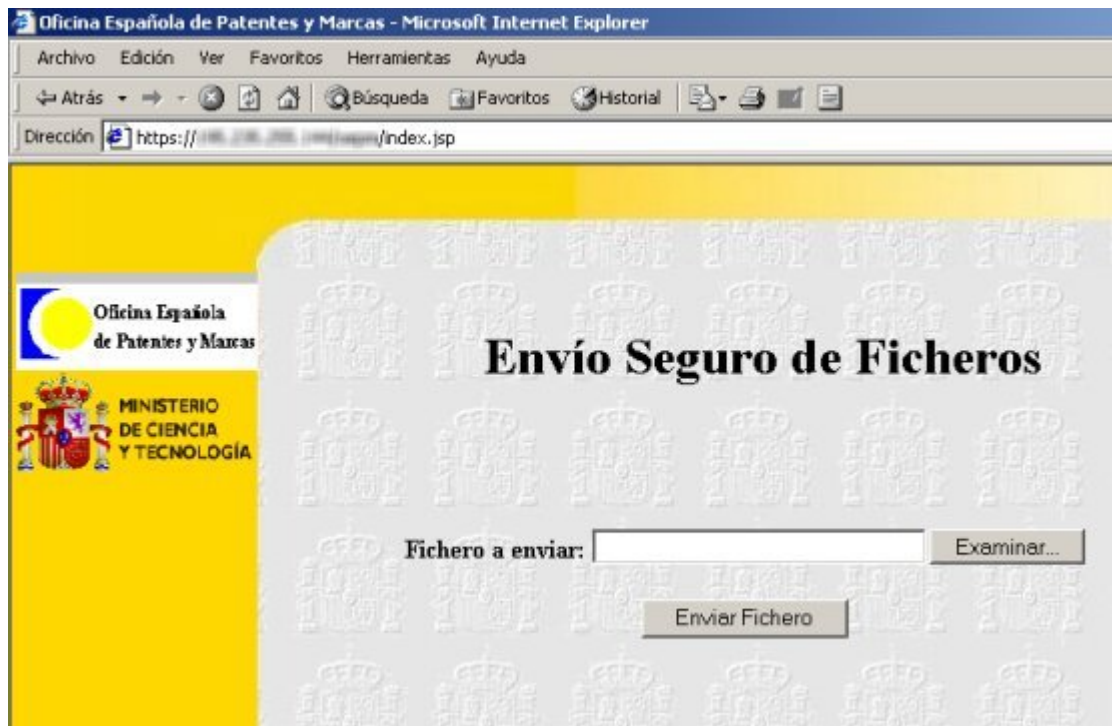 Oficina Española de Patentes y Marcas - Microsoft Internet Explorer
Archivo Edición Ver Favoritos Herramientas Ayuda
Atrás Búsqueda Favoritos Historial
Dirección https:// /index.jsp
Oficina Española
de Patentes y Marcas
MINISTERIO
DE CIENCIA
Y TECNOLOGÍA
Envío Seguro de Ficheros
Fichero a enviar: Examinar...
Enviar Fichero